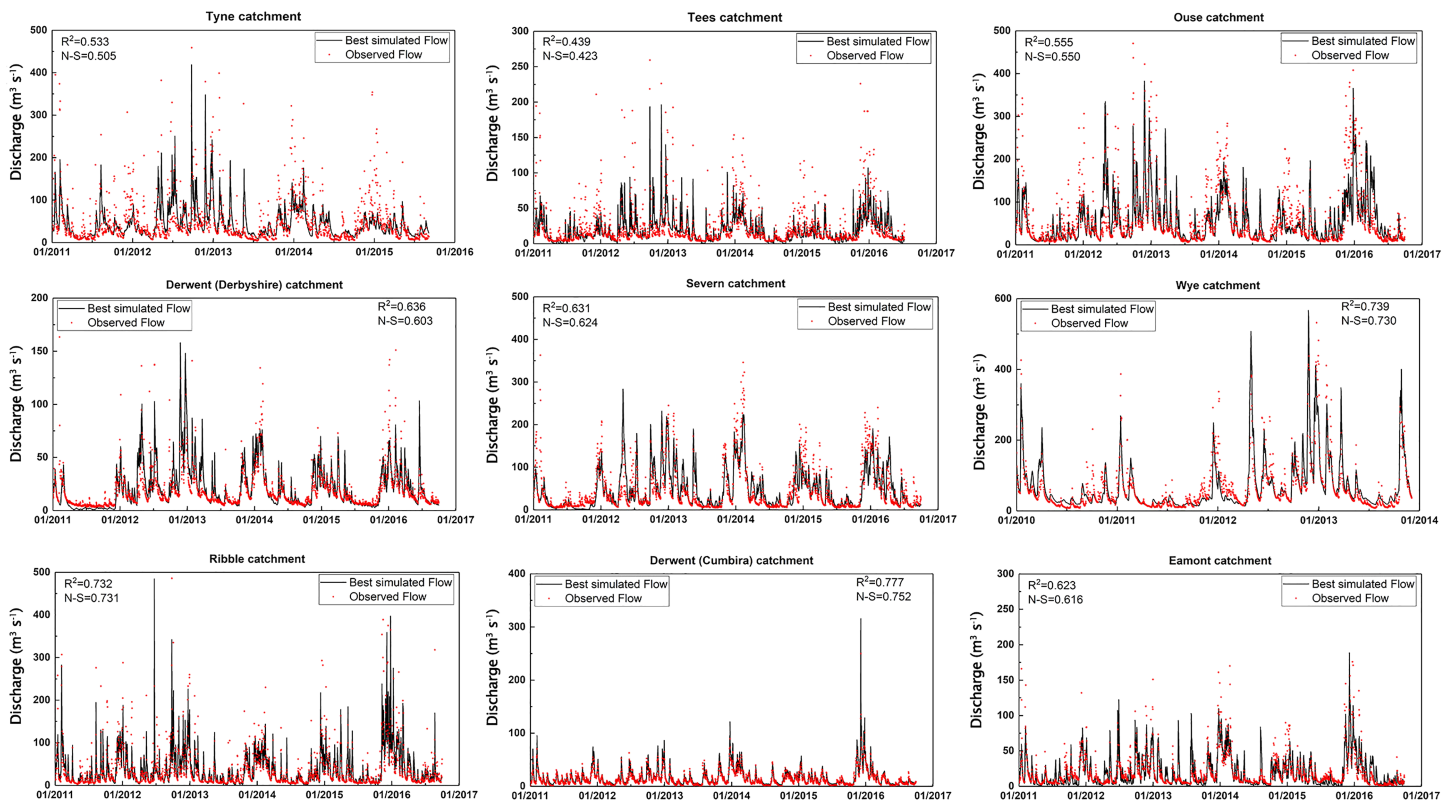 Tyne catchment
R²=0.533
N-S=0.505
Best simulated Flow
Observed Flow
Discharge (m³ s⁻¹)
500
400
300
200
100
0
01/2011 01/2012 01/2013 01/2014 01/2015 01/2016
Tees catchment
R²=0.439
N-S=0.423
Best simulated Flow
Observed Flow
Discharge (m³ s⁻¹)
300
250
200
150
100
50
0
01/2011 01/2012 01/2013 01/2014 01/2015 01/2016 01/2017
Ouse catchment
R²=0.555
N-S=0.550
Best simulated Flow
Observed Flow
Discharge (m³ s⁻¹)
500
400
300
200
100
0
01/2011 01/2012 01/2013 01/2014 01/2015 01/2016 01/2017
Derwent (Derbyshire) catchment
Best simulated Flow
Observed Flow
R²=0.636
N-S=0.603
Discharge (m³ s⁻¹)
200
150
100
50
0
01/2011 01/2012 01/2013 01/2014 01/2015 01/2016 01/2017
Severn catchment
R²=0.631
N-S=0.624
Best simulated Flow
Observed Flow
Discharge (m³ s⁻¹)
500
400
300
200
100
0
01/2011 01/2012 01/2013 01/2014 01/2015 01/2016 01/2017
Wye catchment
Best simulated Flow
Observed Flow
R²=0.739
N-S=0.730
Discharge (m³ s⁻¹)
600
400
200
0
01/2010 01/2011 01/2012 01/2013 01/2014
Ribble catchment
R²=0.732
N-S=0.731
Best simulated Flow
Observed Flow
Discharge (m³ s⁻¹)
500
400
300
200
100
0
01/2011 01/2012 01/2013 01/2014 01/2015 01/2016 01/2017
Derwent (Cumbira) catchment
Best simulated Flow
Observed Flow
R²=0.777
N-S=0.752
Discharge (m³ s⁻¹)
400
300
200
100
0
01/2011 01/2012 01/2013 01/2014 01/2015 01/2016 01/2017
Eamont catchment
R²=0.623
N-S=0.616
Best simulated Flow
Observed Flow
Discharge (m³ s⁻¹)
300
250
200
150
100
50
0
01/2011 01/2012 01/2013 01/2014 01/2015 01/2016 01/2017